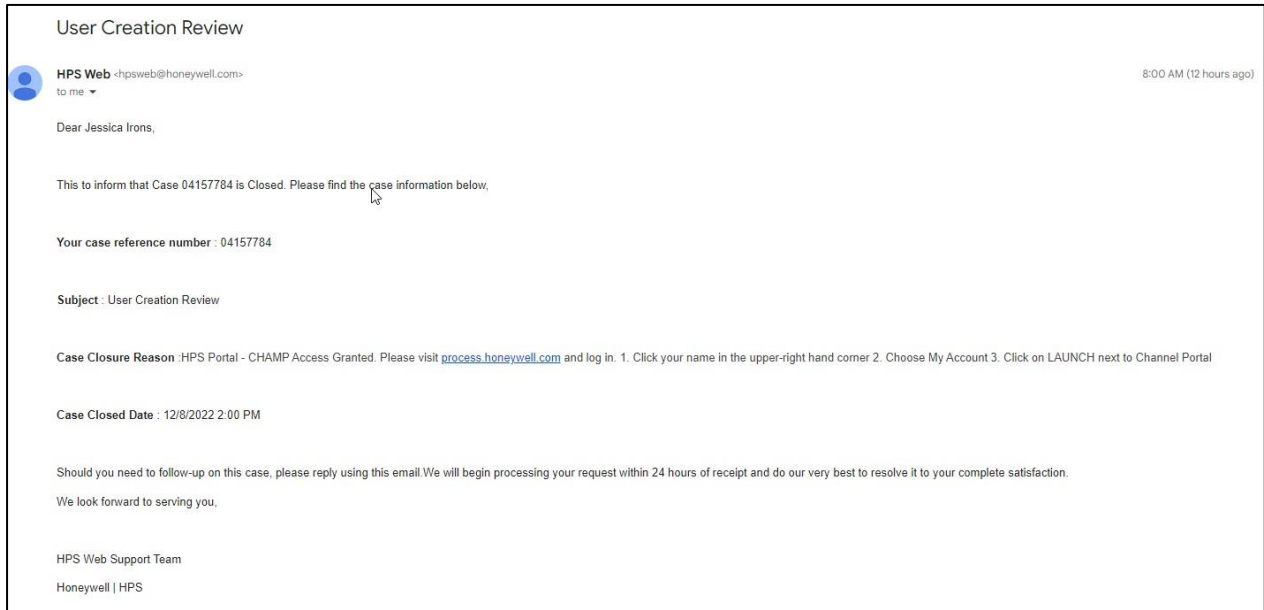 User Creation Review
HPS Web <hpsweb@honeywell.com>
8:00 AM (12 hours ago)
to me
Dear Jessica Irons,
This to inform that Case 04157784 is Closed. Please find the case information below,
Your case reference number : 04157784
Subject : User Creation Review
Case Closure Reason :HPS Portal - CHAMP Access Granted. Please visit process.honeywell.com and log in. 1. Click your name in the upper-right hand corner 2. Choose My Account 3. Click on LAUNCH next to Channel Portal
Case Closed Date : 12/8/2022 2:00 PM
Should you need to follow-up on this case, please reply using this email.We will begin processing your request within 24 hours of receipt and do our very best to resolve it to your complete satisfaction.
We look forward to serving you,
HPS Web Support Team
Honeywell | HPS